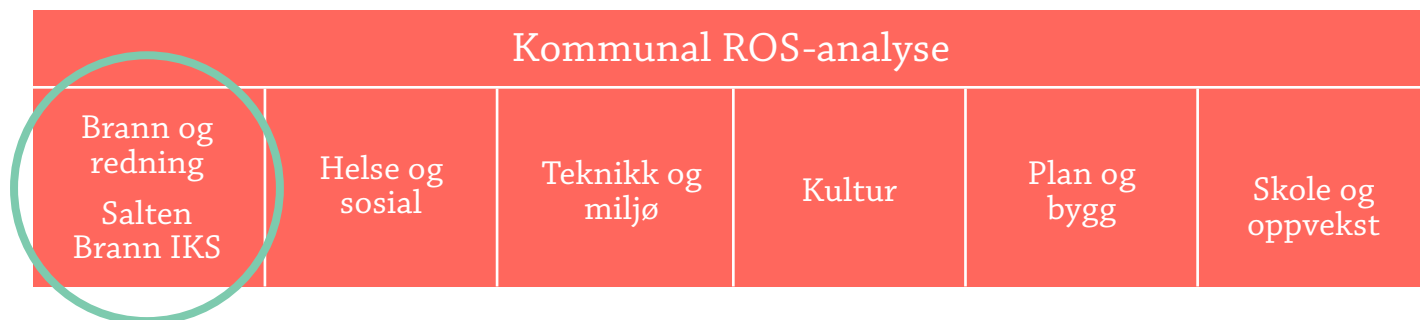 Kommunal ROS-analyse
Brann og
redning
Salten
Brann IKS
Helse og
sosial
Teknikk og
miljø
Kultur
Plan og
bygg
Skole og
oppvekst